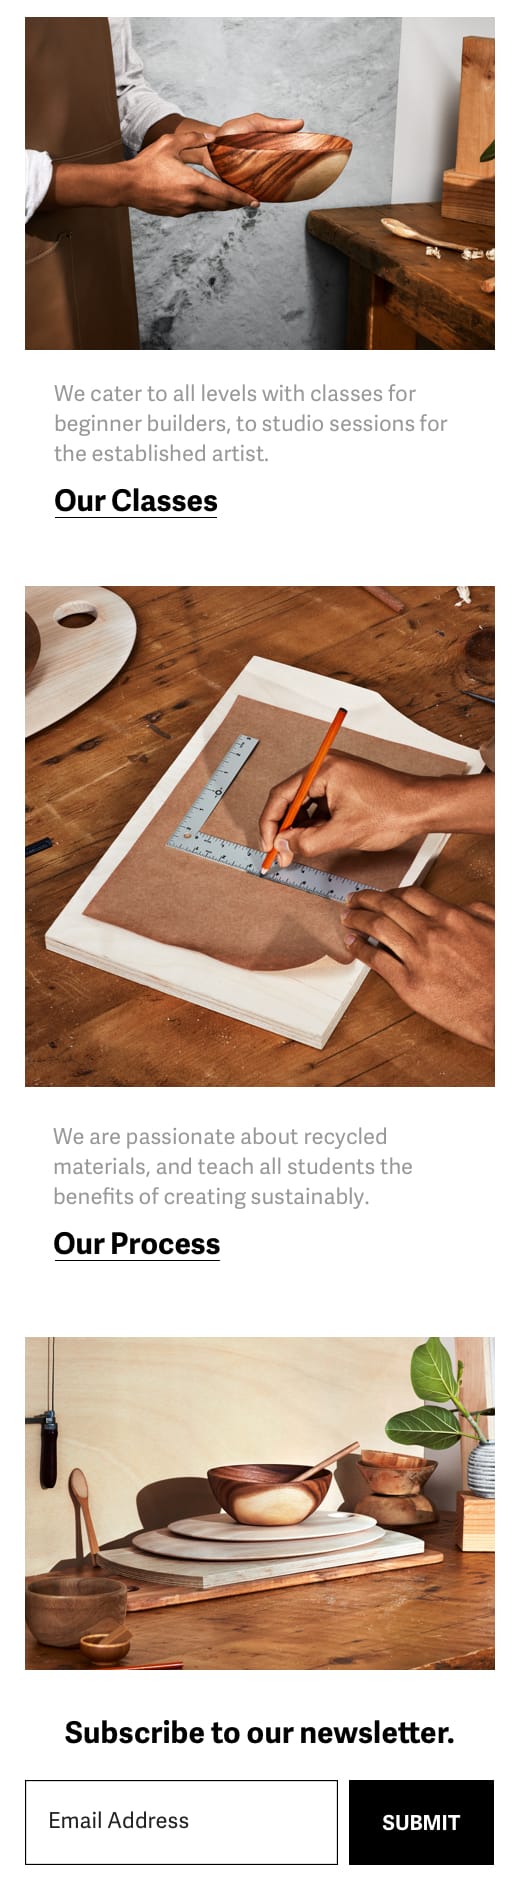 We cater to all levels with classes for
beginner builders, to studio sessions for
the established artist.
Our Classes
We are passionate about recycled
materials, and teach all students the
benefits of creating sustainably.
Our Process
Subscribe to our newsletter.
Email Address
SUBMIT